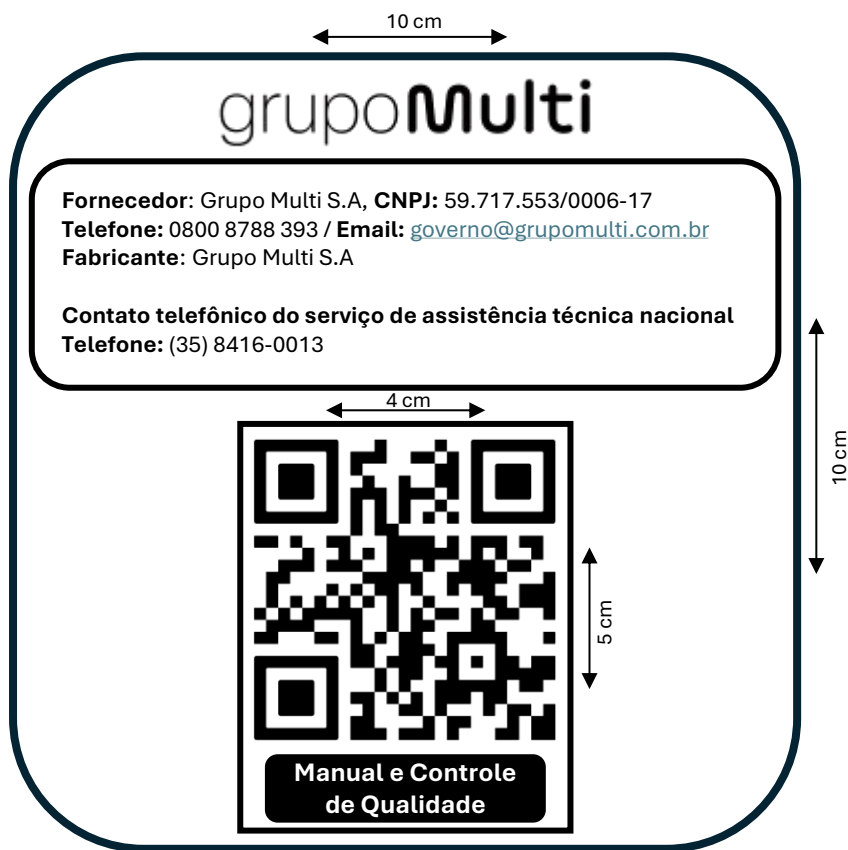 10 cm
grupoMulti
Fornecedor: Grupo Multi S.A, CNPJ: 59.717.553/0006-17
Telefone: 0800 8788 393 / Email: governo@grupomulti.com.br
Fabricante: Grupo Multi S.A
Contato telefônico do serviço de assistência técnica nacional
Telefone: (35) 8416-0013
4 cm
10 cm
5 cm
Manual e Controle
de Qualidade